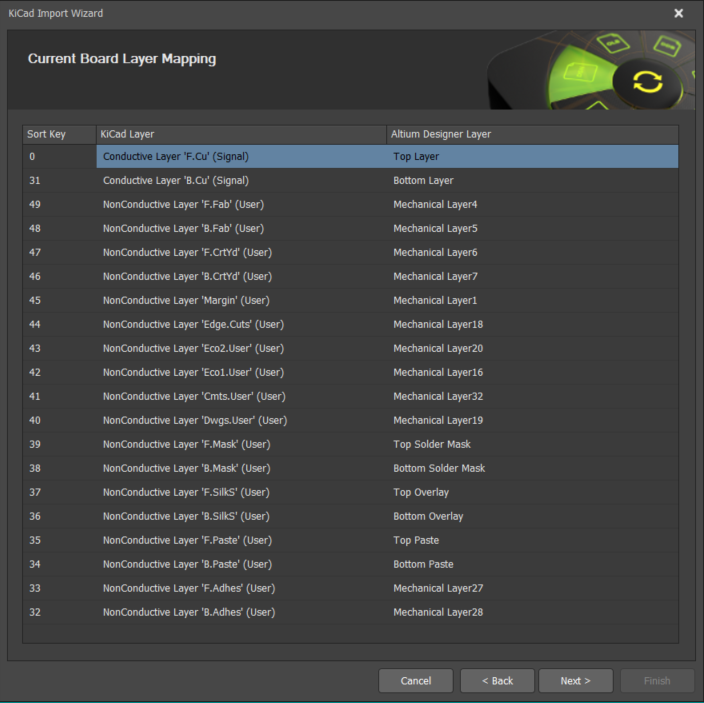 KiCad Import Wizard
Current Board Layer Mapping
Sort Key KiCad Layer Altium Designer Layer
0 Conductive Layer 'F.Cu' (Signal) Top Layer
31 Conductive Layer 'B.Cu' (Signal) Bottom Layer
49 NonConductive Layer 'F.Fab' (User) Mechanical Layer4
48 NonConductive Layer 'B.Fab' (User) Mechanical Layer5
47 NonConductive Layer 'F.CrtYd' (User) Mechanical Layer6
46 NonConductive Layer 'B.CrtYd' (User) Mechanical Layer7
45 NonConductive Layer 'Margin' (User) Mechanical Layer1
44 NonConductive Layer 'Edge.Cuts' (User) Mechanical Layer18
43 NonConductive Layer 'Eco2.User' (User) Mechanical Layer20
42 NonConductive Layer 'Eco1.User' (User) Mechanical Layer16
41 NonConductive Layer 'Cmts.User' (User) Mechanical Layer32
40 NonConductive Layer 'Dwgs.User' (User) Mechanical Layer19
39 NonConductive Layer 'F.Mask' (User) Top Solder Mask
38 NonConductive Layer 'B.Mask' (User) Bottom Solder Mask
37 NonConductive Layer 'F.SilkS' (User) Top Overlay
36 NonConductive Layer 'B.SilkS' (User) Bottom Overlay
35 NonConductive Layer 'F.Paste' (User) Top Paste
34 NonConductive Layer 'B.Paste' (User) Bottom Paste
33 NonConductive Layer 'F.Adhes' (User) Mechanical Layer27
32 NonConductive Layer 'B.Adhes' (User) Mechanical Layer28
Cancel < Back Next > Finish